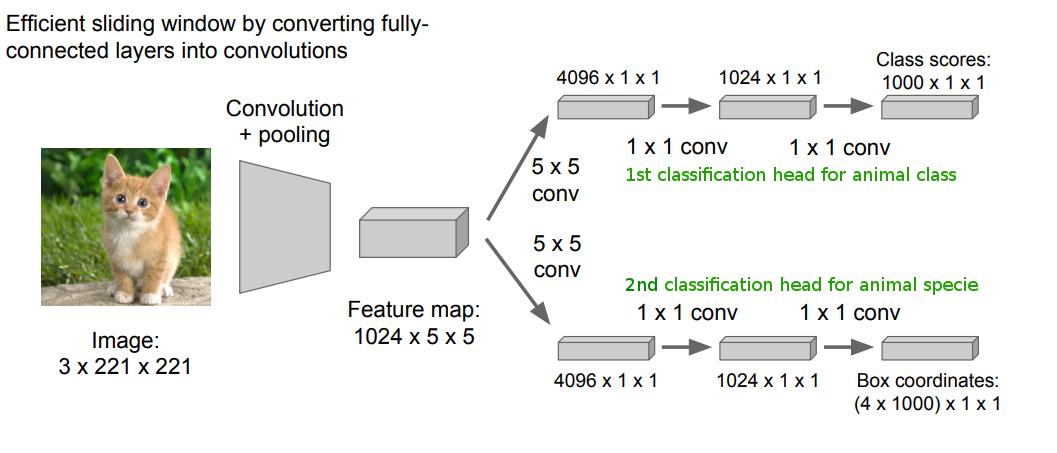 Efficient sliding window by converting fully-
connected layers into convolutions
Convolution
+ pooling
Image:
3 x 221 x 221
Feature map:
1024 x 5 x 5
5 x 5
conv
4096 x 1 x 1
1024 x 1 x 1
Class scores:
1000 x 1 x 1
1 x 1 conv
1 x 1 conv
1st classification head for animal class
5 x 5
conv
2nd classification head for animal specie
1 x 1 conv
1 x 1 conv
4096 x 1 x 1
1024 x 1 x 1
Box coordinates:
(4 x 1000) x 1 x 1